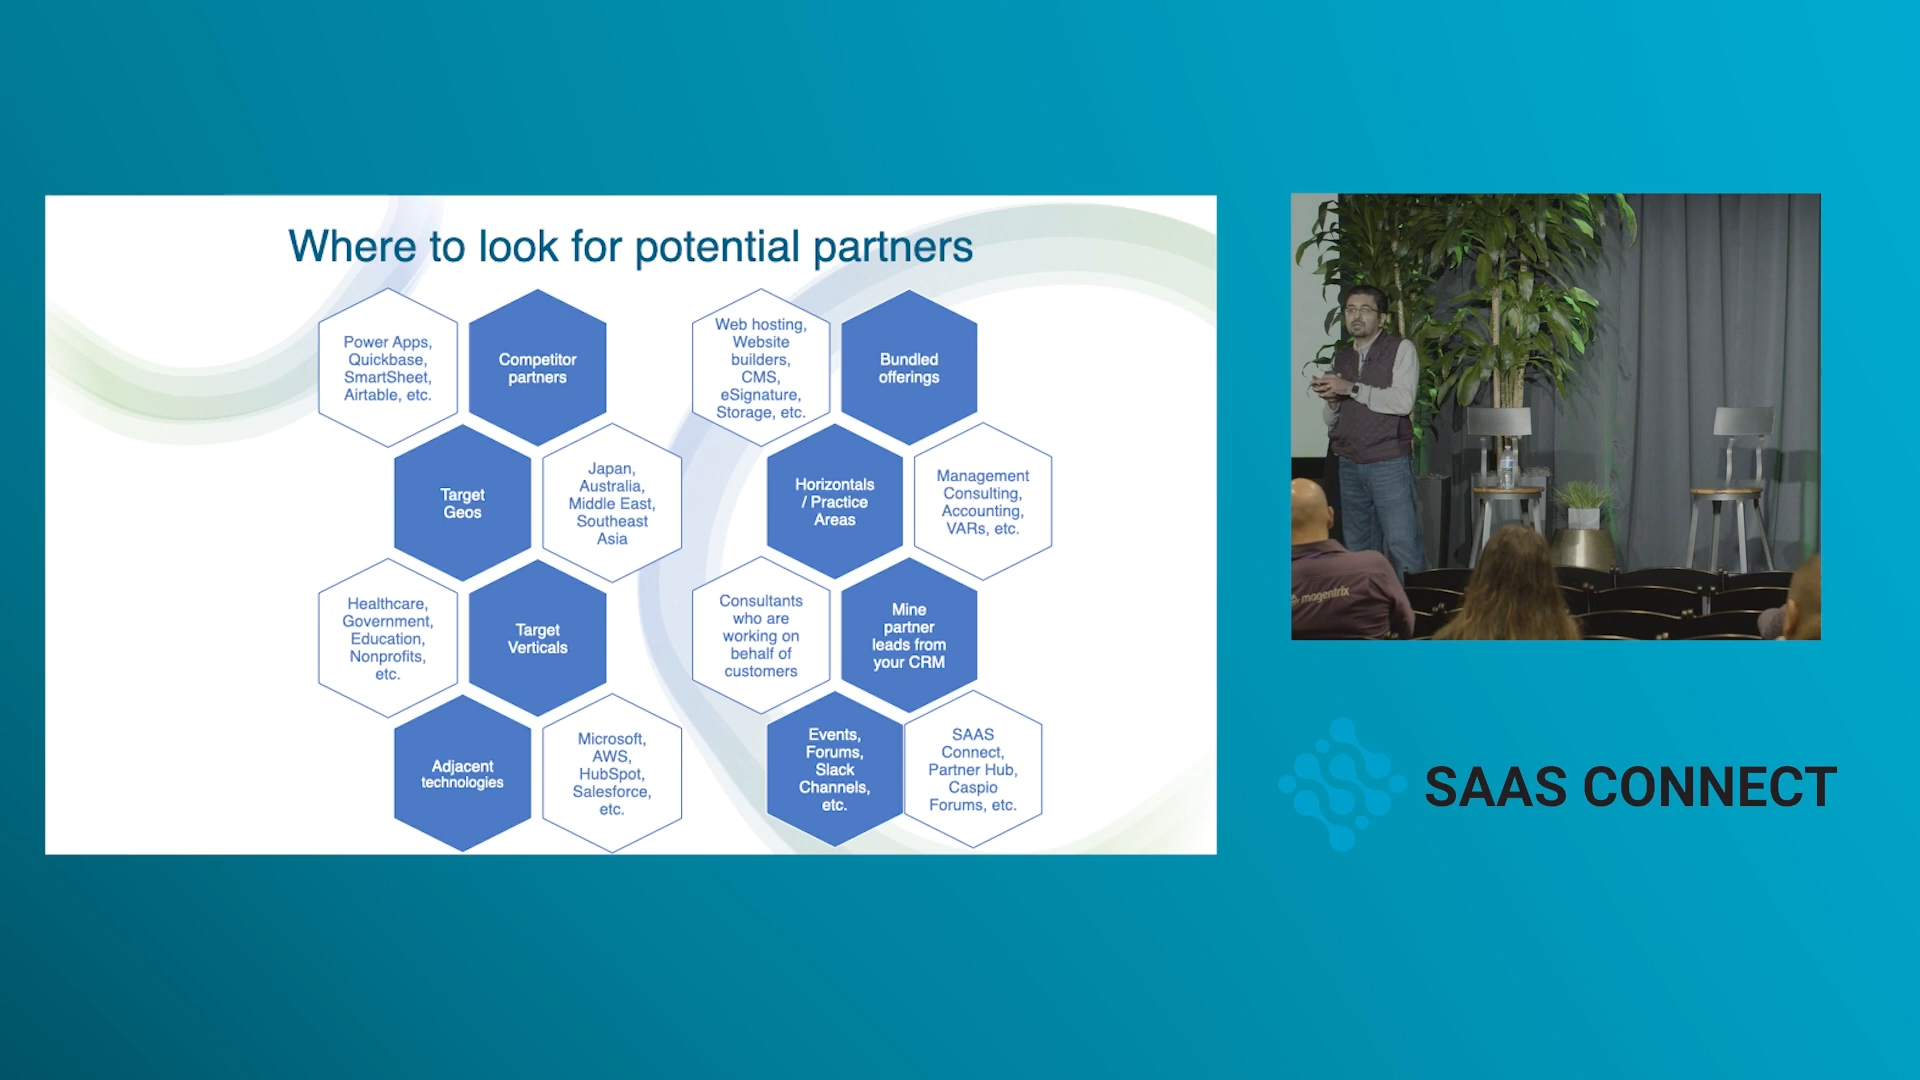 Where to look for potential partners
Power Apps,
Quickbase,
SmartSheet,
Airtable, etc.
Competitor
partners
Target
Geos
Japan,
Australia,
Middle East,
Southeast
Asia
Healthcare,
Government,
Education,
Nonprofits,
etc.
Target
Verticals
Adjacent
technologies
Microsoft,
AWS,
HubSpot,
Salesforce,
etc.
Web hosting,
Website
builders,
CMS,
eSignature,
Storage, etc.
Bundled
offerings
Horizontals
/ Practice
Areas
Management
Consulting,
Accounting,
VARs, etc.
Consultants
who are
working on
behalf of
customers
Mine
partner
leads from
your CRM
Events,
Forums,
Slack
Channels,
etc.
SAAS
Connect,
Partner Hub,
Caspio
Forums, etc.
magentrix
SAAS CONNECT